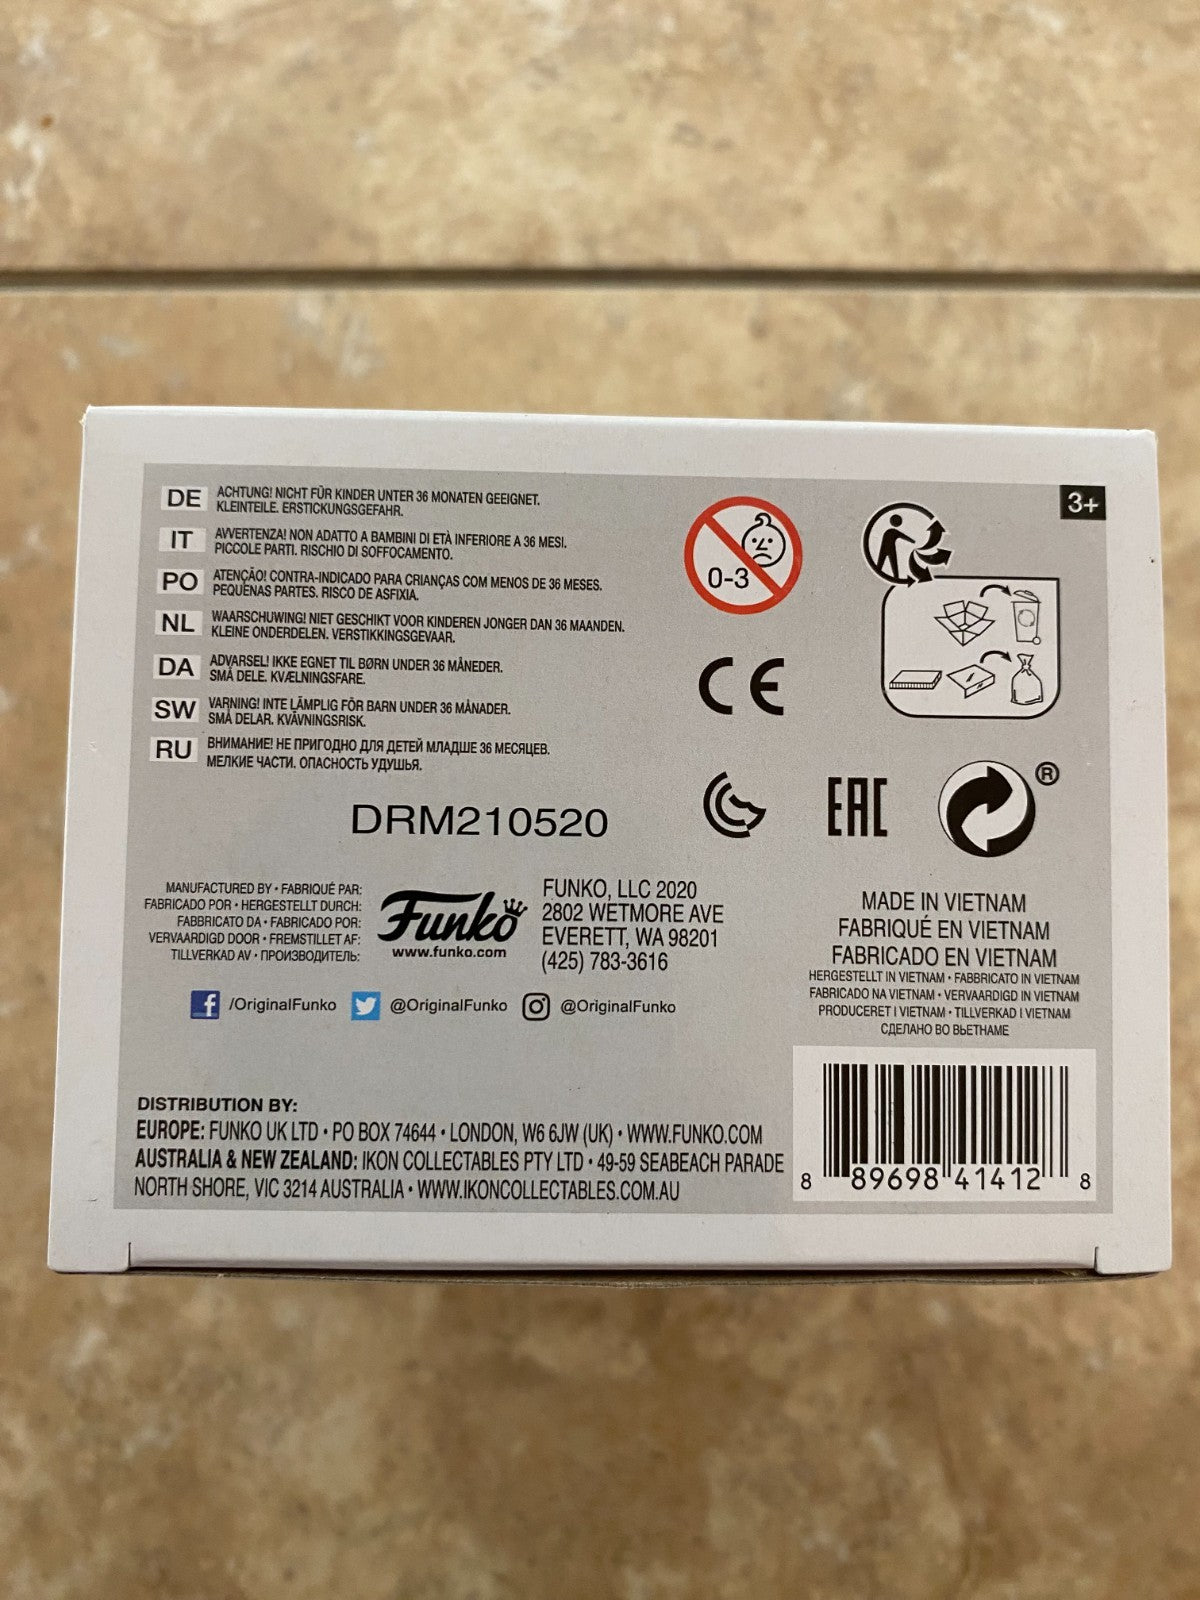 DE ACHTUNG! NICHT FÜR KINDER UNTER 36 MONATEN GEEIGNET.
KLEINTEILE. ERSTICKUNGSGEFAHR.
IT AVVERTENZA! NON ADATTO A BAMBINI DI ETÀ INFERIORE A 36 MESI.
PICCOLE PARTI. RISCHIO DI SOFFOCAMENTO.
PO ATENÇÃO! CONTRA-INDICADO PARA CRIANÇAS COM MENOS DE 36 MESES.
PEQUENAS PARTES. RISCO DE ASFIXIA.
NL WAARSCHUWING! NIET GESCHIKT VOOR KINDEREN JONGER DAN 36 MAANDEN.
KLEINE ONDERDELEN. VERSTIKKINGSGEVAAR.
DA ADVARSEL! IKKE EGNET TIL BØRN UNDER 36 MÅNEDER.
SMÅ DELE. KVÆLNINGSFARE.
SW VARNING! INTE LÄMPLIG FÖR BARN UNDER 36 MÅNADER.
SMÅ DELAR. KVÄVNINGSRISK.
RU ВНИМАНИЕ! НЕ ПРИГОДНО ДЛЯ ДЕТЕЙ МЛАДШЕ 36 МЕСЯЦЕВ.
МЕЛКИЕ ЧАСТИ. ОПАСНОСТЬ УДУШЬЯ.
0-3
3+
CE
EAC
®
DRM210520
MANUFACTURED BY • FABRIQUÉ PAR:
FABRICADO POR • HERGESTELLT DURCH:
FABBRICATO DA • FABRICADO POR:
VERVAARDIGD DOOR • FREMSTILLET AF:
TILLVERKAD AV • ПРОИЗВОДИТЕЛЬ:
Funko
www.funko.com
FUNKO, LLC 2020
2802 WETMORE AVE
EVERETT, WA 98201
(425) 783-3616
MADE IN VIETNAM
FABRIQUÉ EN VIETNAM
FABRICADO EN VIETNAM
HERGESTELLT IN VIETNAM • FABBRICATO IN VIETNAM
FABRICADO NA VIETNAM • VERVAARDIGD IN VIETNAM
PRODUCERET I VIETNAM • TILLVERKAD I VIETNAM
СДЕЛАНО ВО ВЬЕТНАМЕ
f /OriginalFunko @OriginalFunko @OriginalFunko
DISTRIBUTION BY:
EUROPE: FUNKO UK LTD • PO BOX 74644 • LONDON, W6 6JW (UK) • WWW.FUNKO.COM
AUSTRALIA & NEW ZEALAND: IKON COLLECTABLES PTY LTD • 49-59 SEABEACH PARADE
NORTH SHORE, VIC 3214 AUSTRALIA • WWW.IKONCOLLECTABLES.COM.AU
8 89698 41412 8